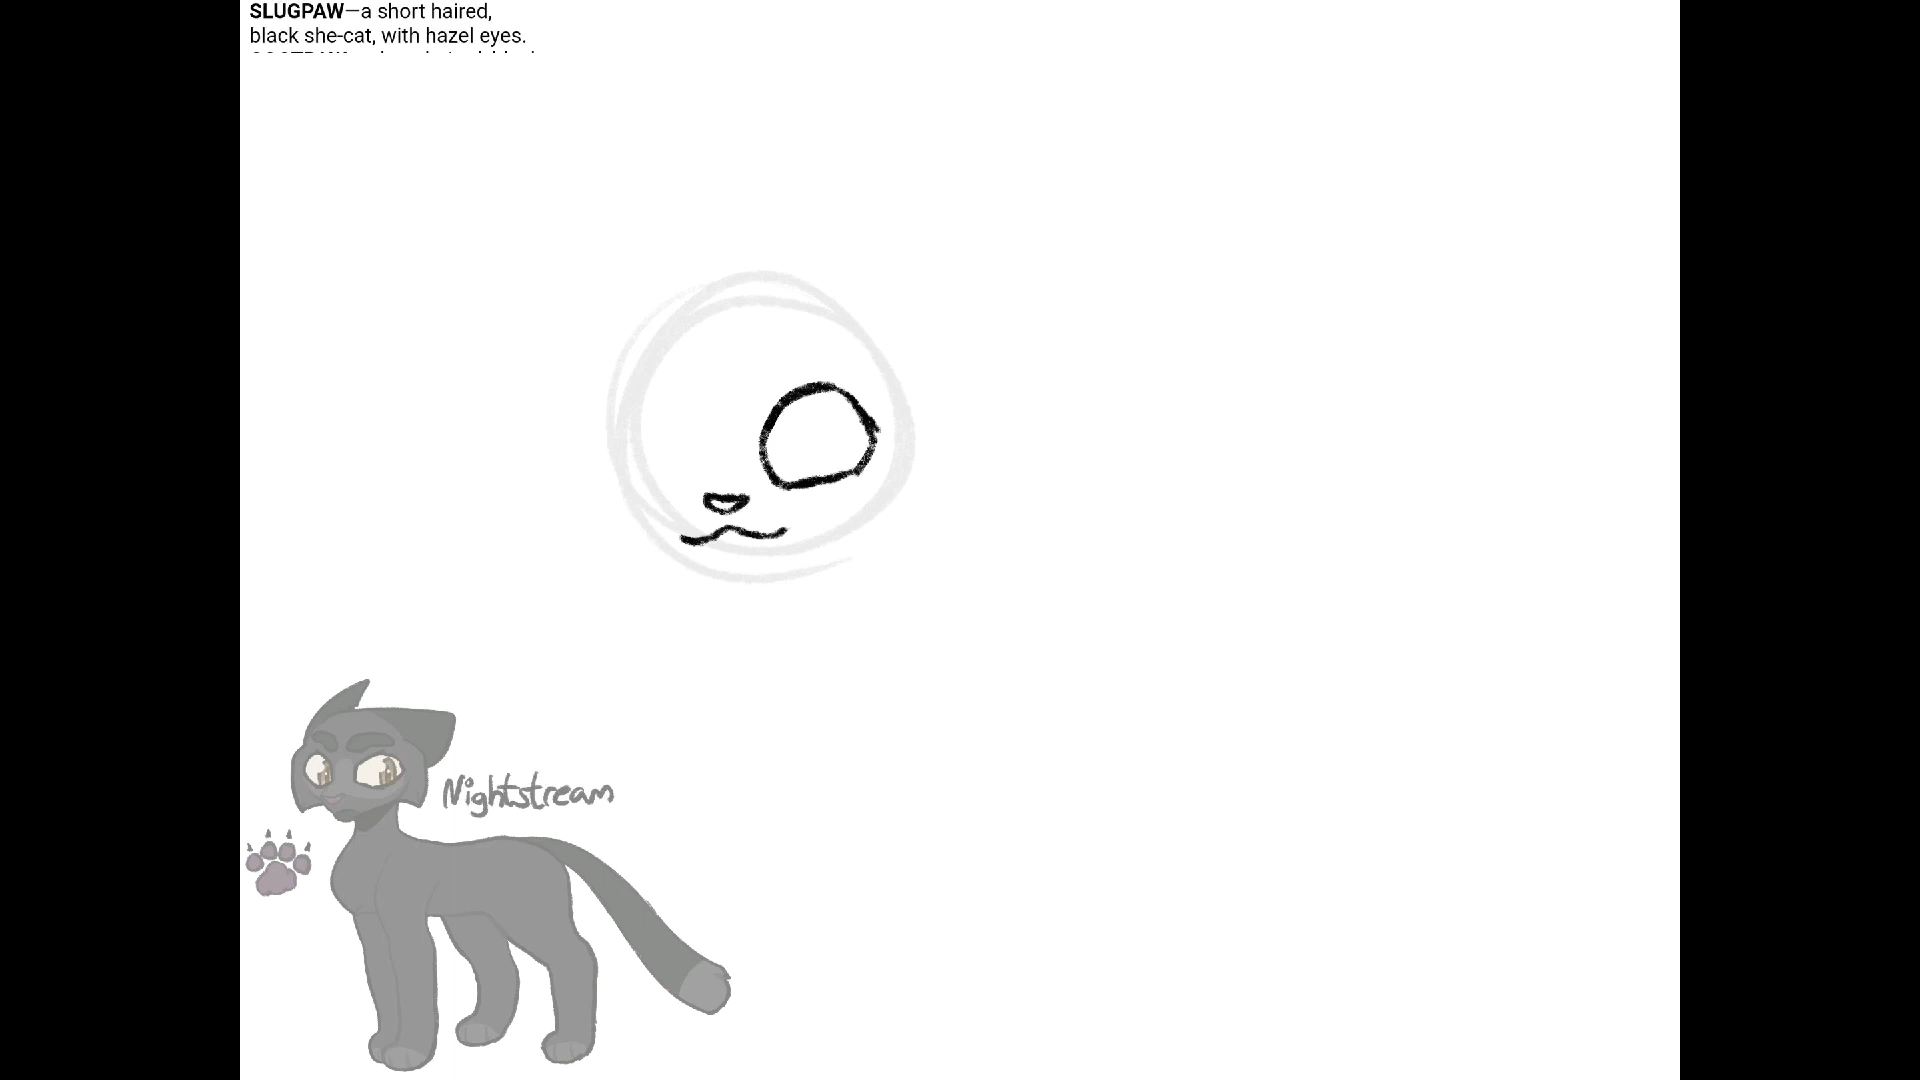 SLUGPAW—a short haired,
black she-cat, with hazel eyes.
Nightstream